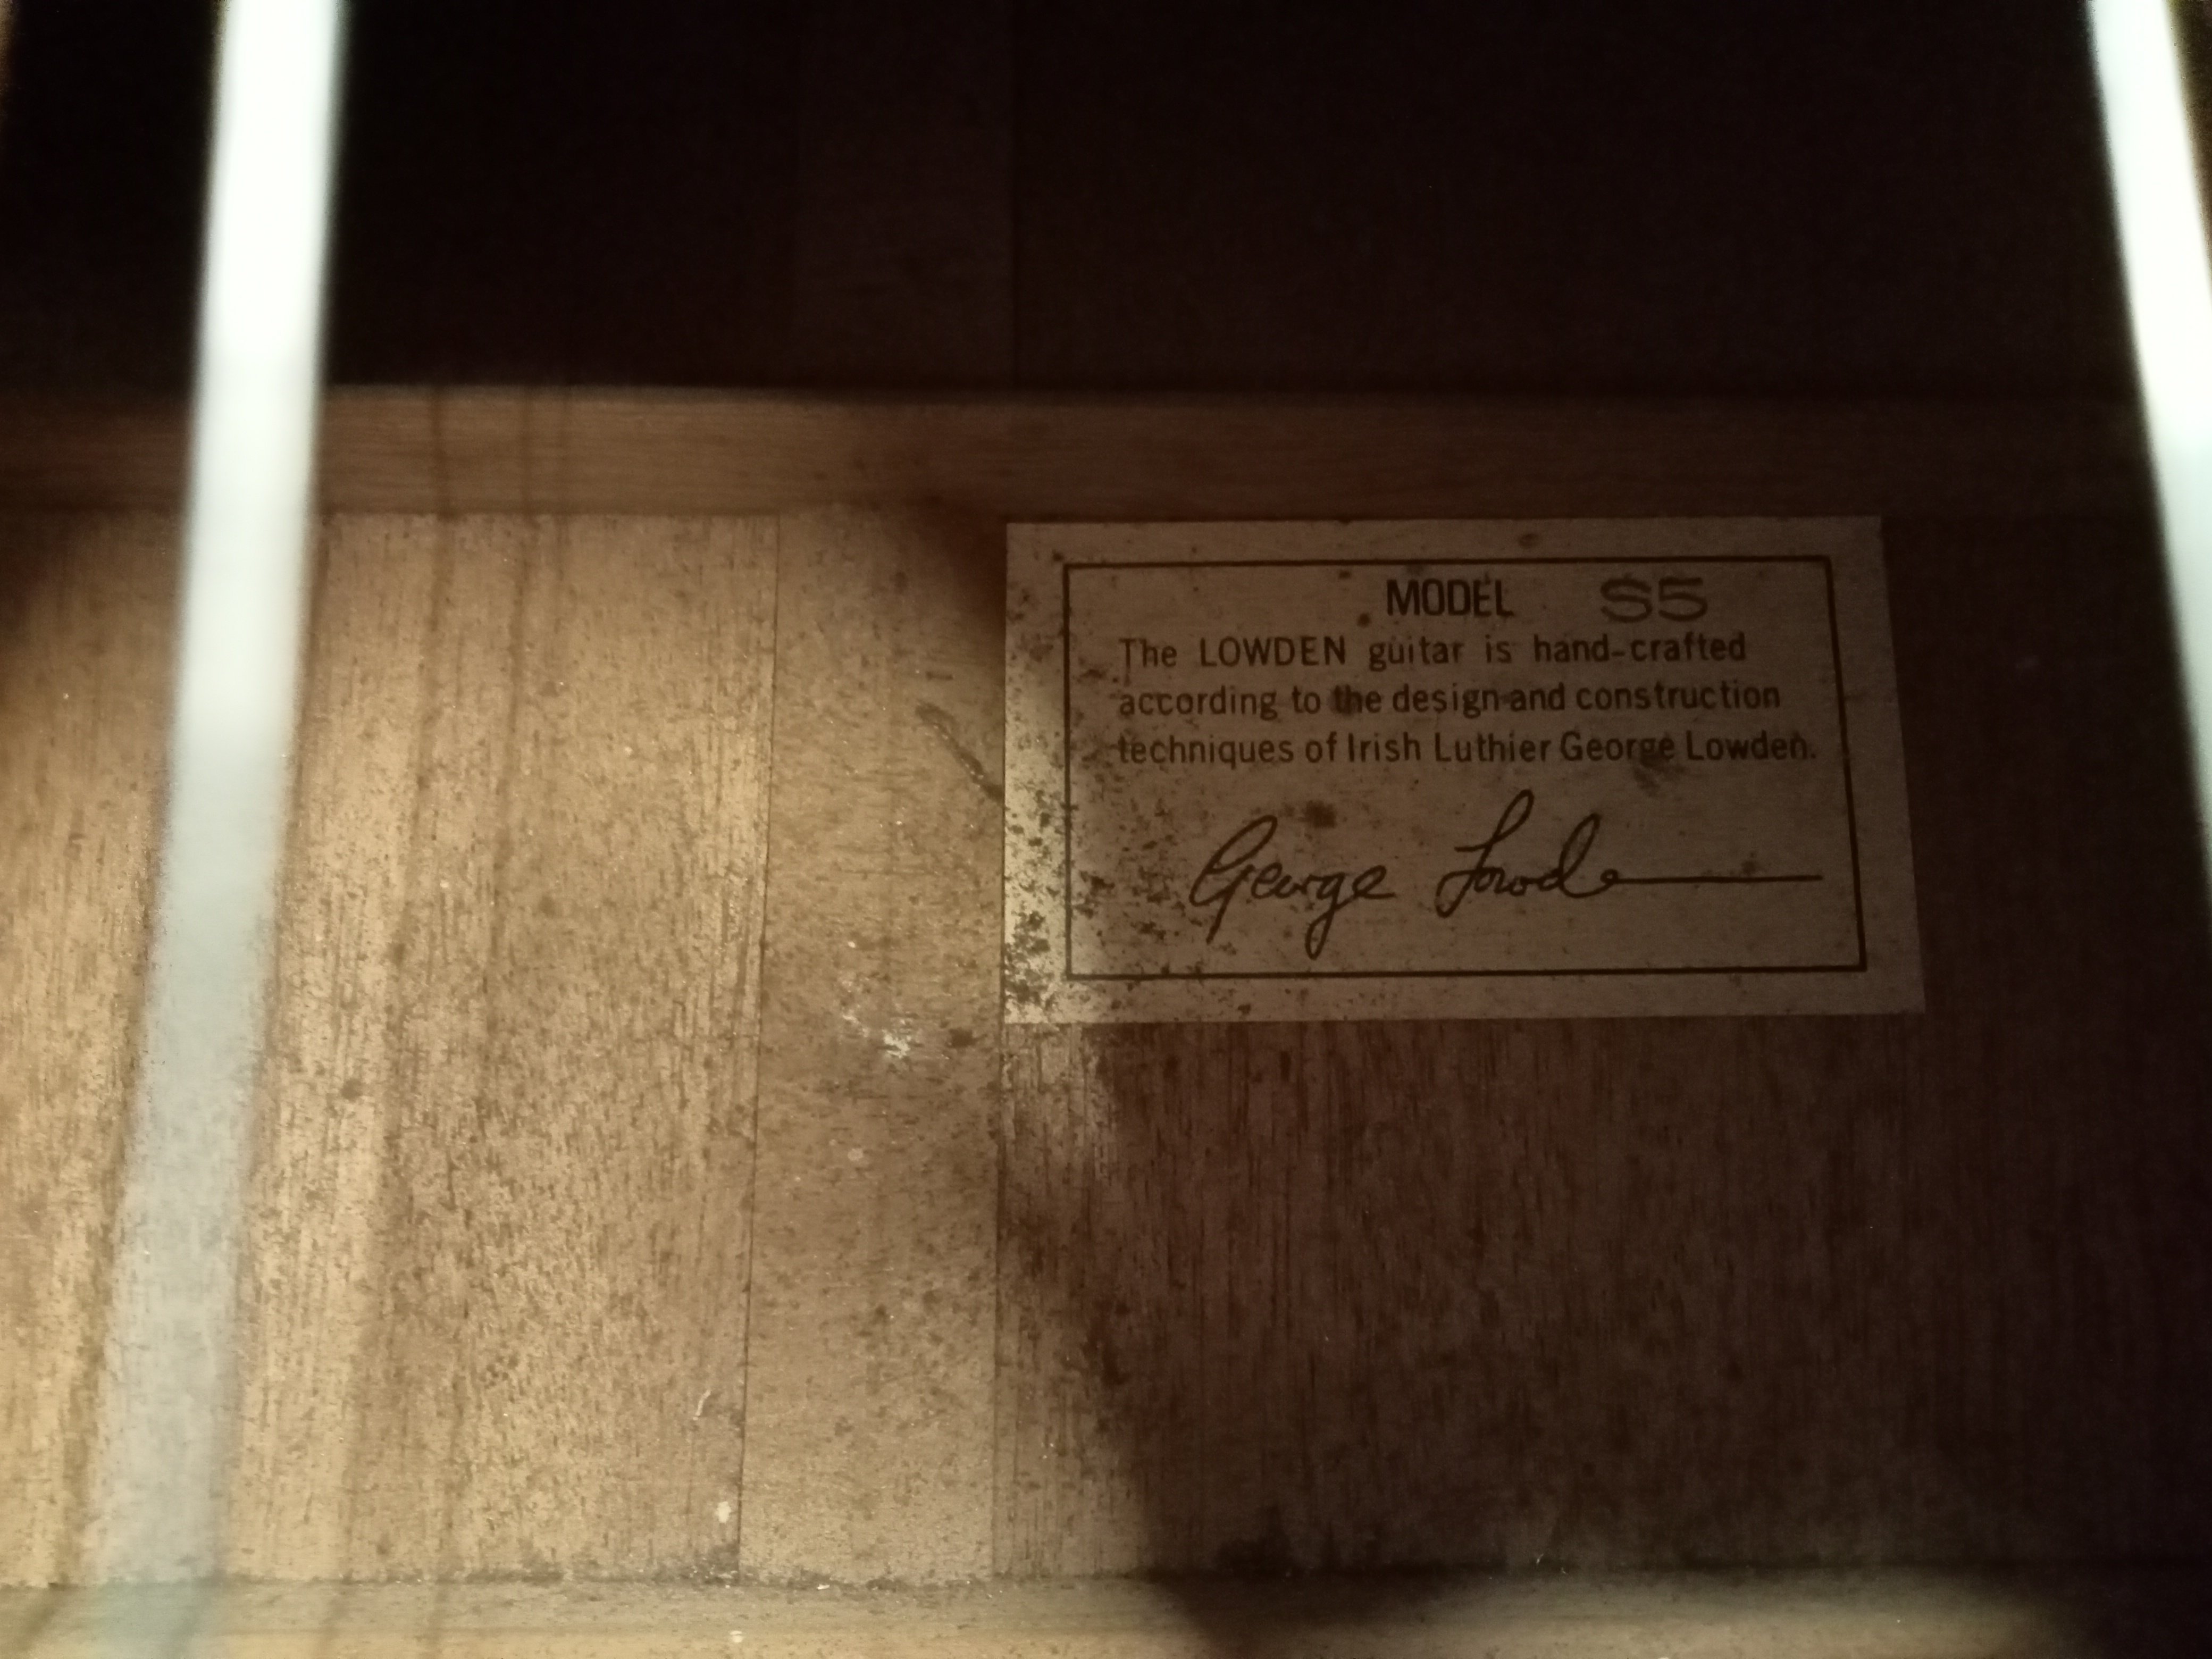 MODEL S5
The LOWDEN guitar is hand-crafted
according to the design and construction
techniques of Irish Luthier George Lowden.
George Lowden